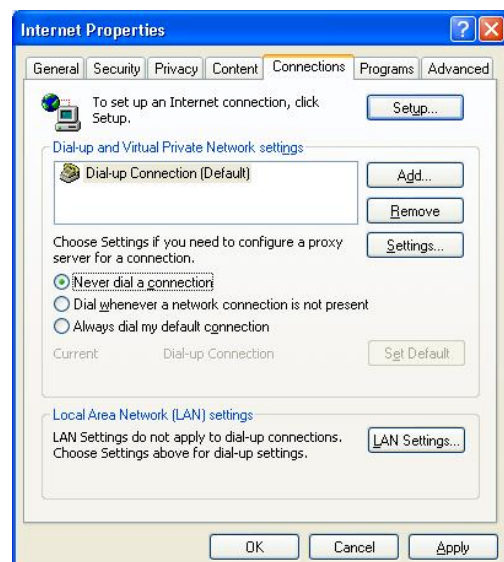 Internet Properties
General Security Privacy Content Connections Programs Advanced
To set up an Internet connection, click
Setup.
Setup...
Dial-up and Virtual Private Network settings
Dial-up Connection (Default)
Add...
Remove
Choose Settings if you need to configure a proxy
server for a connection.
Settings...
Never dial a connection
Dial whenever a network connection is not present
Always dial my default connection
Current Dial-up Connection Set Default
Local Area Network (LAN) settings
LAN Settings do not apply to dial-up connections.
Choose Settings above for dial-up settings.
LAN Settings...
OK Cancel Apply